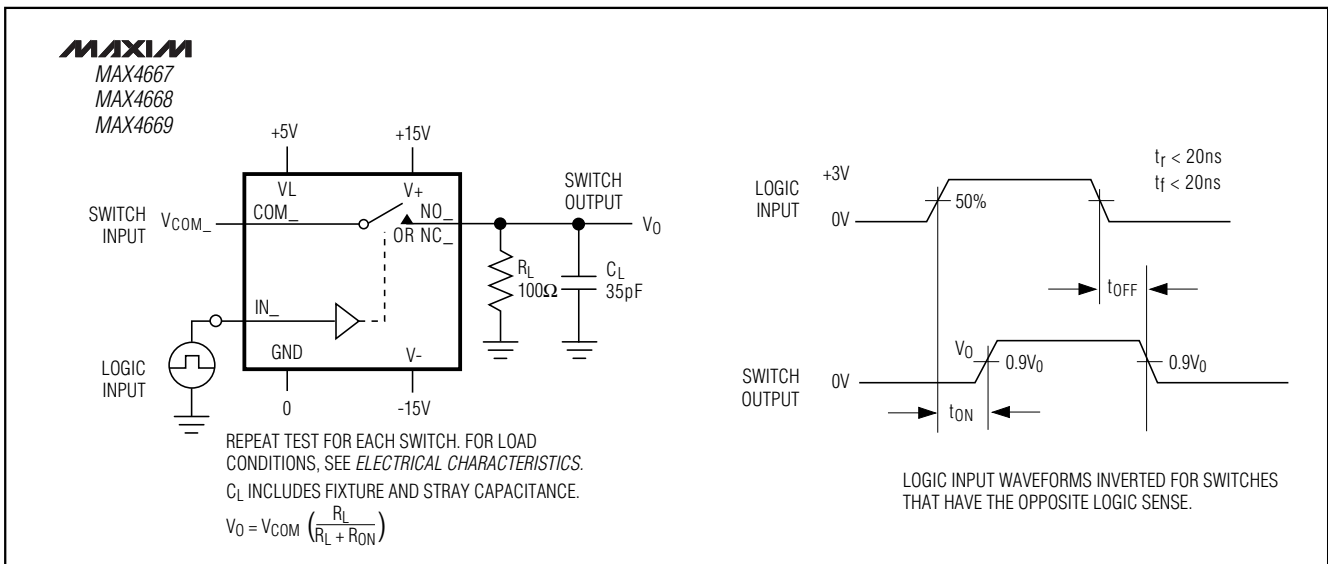 MAXIM
MAX4667
MAX4668
MAX4669
+5V
+15V
VL
V+
SWITCH
INPUT
VCOM_
COM_
NO_
OR NC_
SWITCH
OUTPUT
VO
RL
100Ω
CL
35pF
IN_
LOGIC
INPUT
GND
V-
0
-15V
REPEAT TEST FOR EACH SWITCH. FOR LOAD
CONDITIONS, SEE ELECTRICAL CHARACTERISTICS.
CL INCLUDES FIXTURE AND STRAY CAPACITANCE.
VO = VCOM (RL / RL + RON)
LOGIC
INPUT
+3V
0V
50%
tr < 20ns
tf < 20ns
tOFF
SWITCH
OUTPUT
VO
0V
0.9V0
0.9V0
tON
LOGIC INPUT WAVEFORMS INVERTED FOR SWITCHES
THAT HAVE THE OPPOSITE LOGIC SENSE.